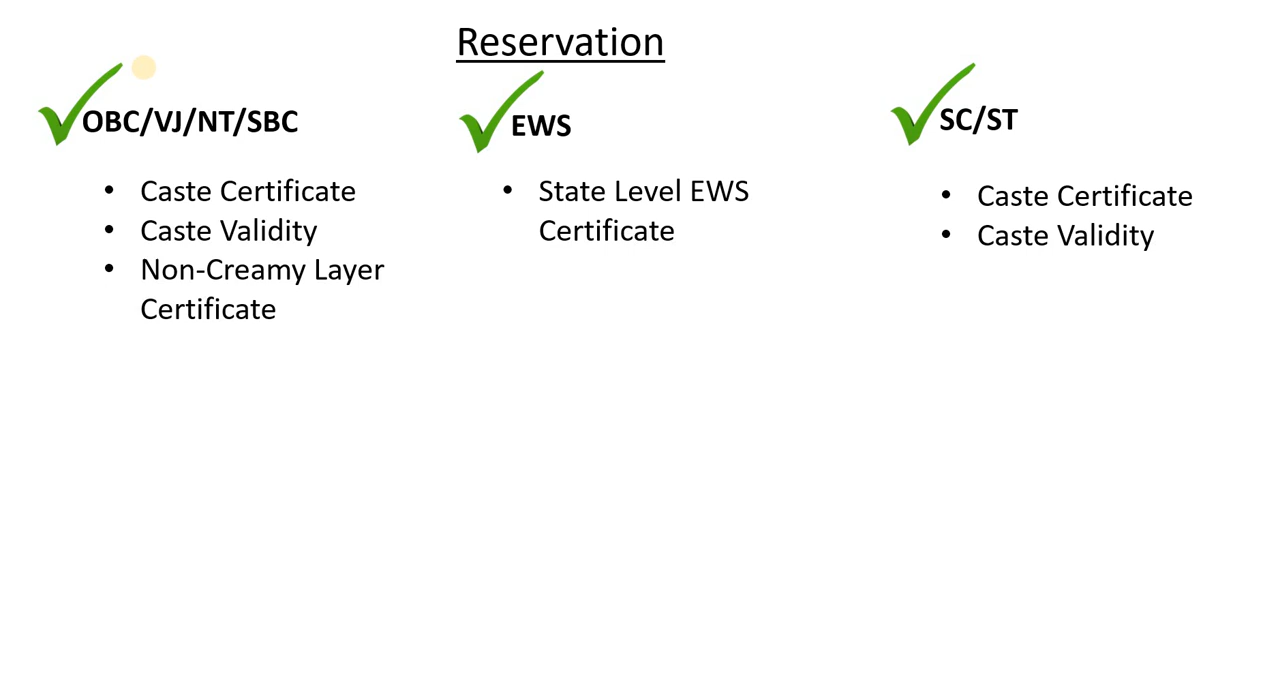 Reservation
OBC/VJ/NT/SBC
• Caste Certificate
• Caste Validity
• Non-Creamy Layer
Certificate
EWS
• State Level EWS
Certificate
SC/ST
• Caste Certificate
• Caste Validity